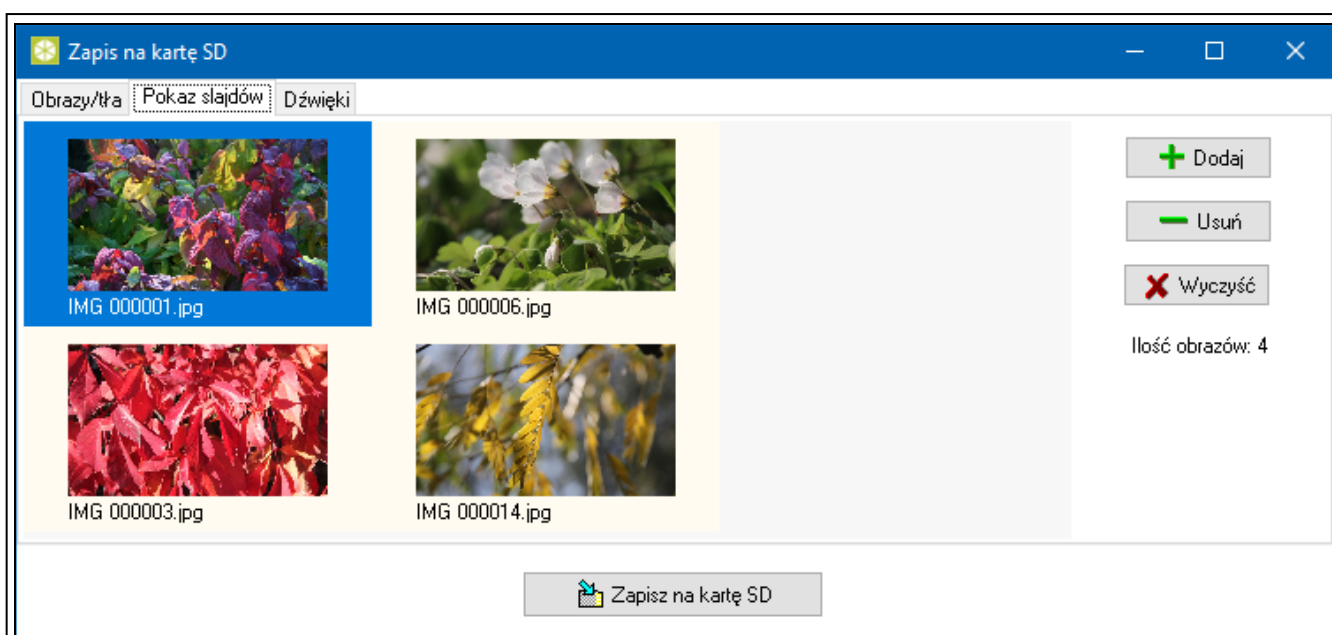 Zapis na kartę SD
Obrazy/tła Pokaz slajdów Dźwięki
IMG 000001.jpg
IMG 000006.jpg
IMG 000003.jpg
IMG 000014.jpg
Dodaj
Usuń
Wyczyść
Ilość obrazów: 4
Zapisz na kartę SD